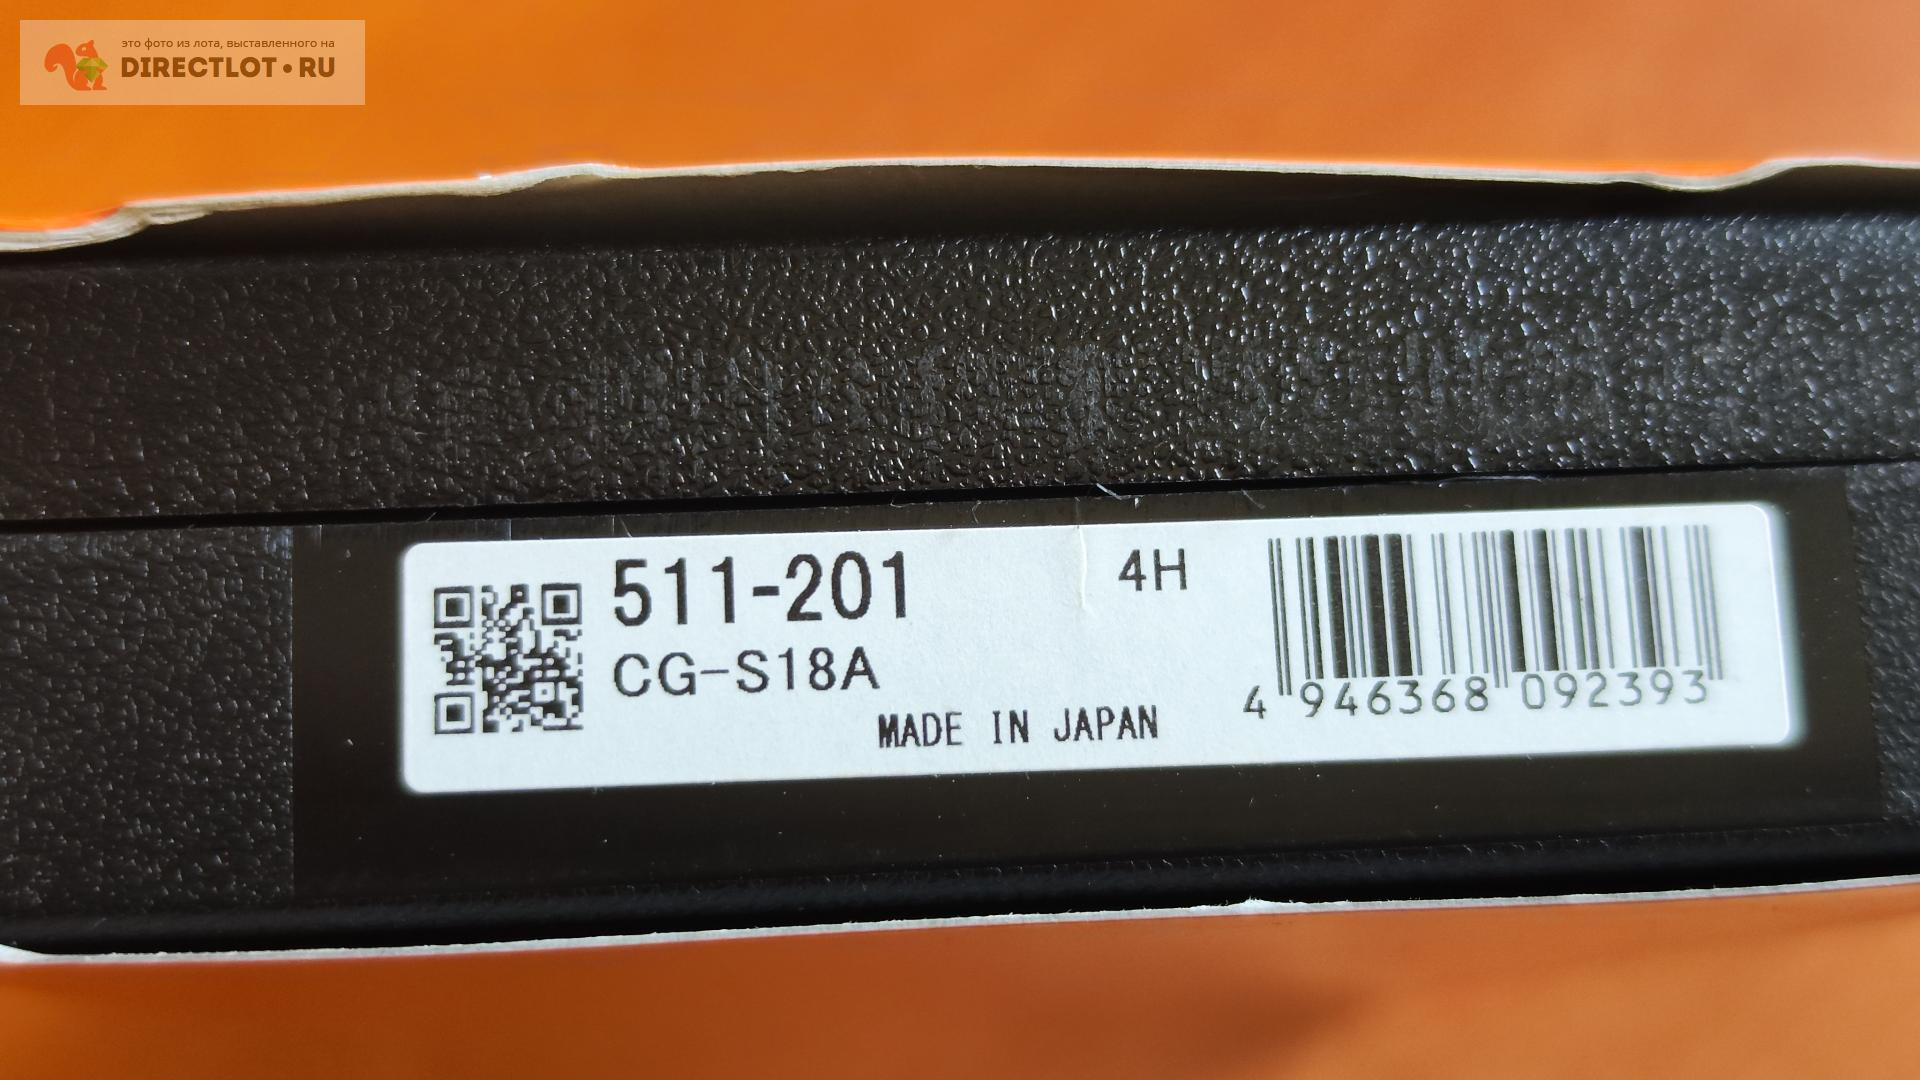 это фото из лота, выставленного на
DIRECTLOT•RU
511-201
4H
CG-S18A
MADE IN JAPAN
4 946368 092393